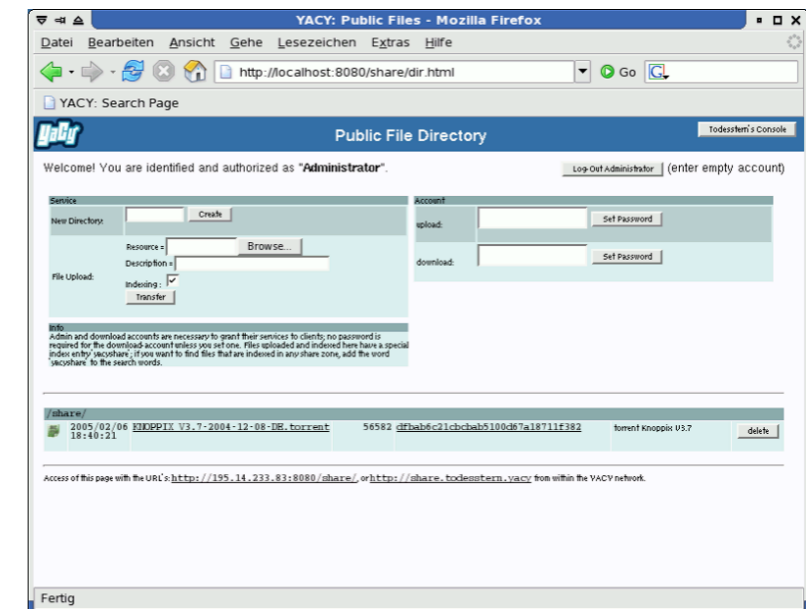 YACY: Public Files - Mozilla Firefox
Datei Bearbeiten Ansicht Gehe Lesezeichen Extras Hilfe
http://localhost:8080/share/dir.html Go
YACY: Search Page
YaCy Public File Directory Todesstern's Console
Welcome! You are identified and authorized as "Administrator". Log-Out Administrator (enter empty account)
Service
New Directory: Create
File Upload:
Resource = Browse...
Description =
Indexing :
Transfer
Account
upload: Set Password
download: Set Password
Info
Admin and download accounts are necessary to grant their services to clients; no password is
required for the download-account unless you set one. Files uploaded and indexed here have a special
index entry 'yacyshare'; if you want to find files that are indexed in any share zone, add the word
'yacyshare' to the search words.
/share/
2005/02/06 KNOPPIX V3.7-2004-12-08-DE.torrent 56582 dfbab6c21cbcbab5100d67a18711f382 torrent Knoppix V3.7 delete
18:40:21
Access of this page with the URL's: http://195.14.233.83:8080/share/, or http://share.todesstern.yacy from within the YACY network.
Fertig